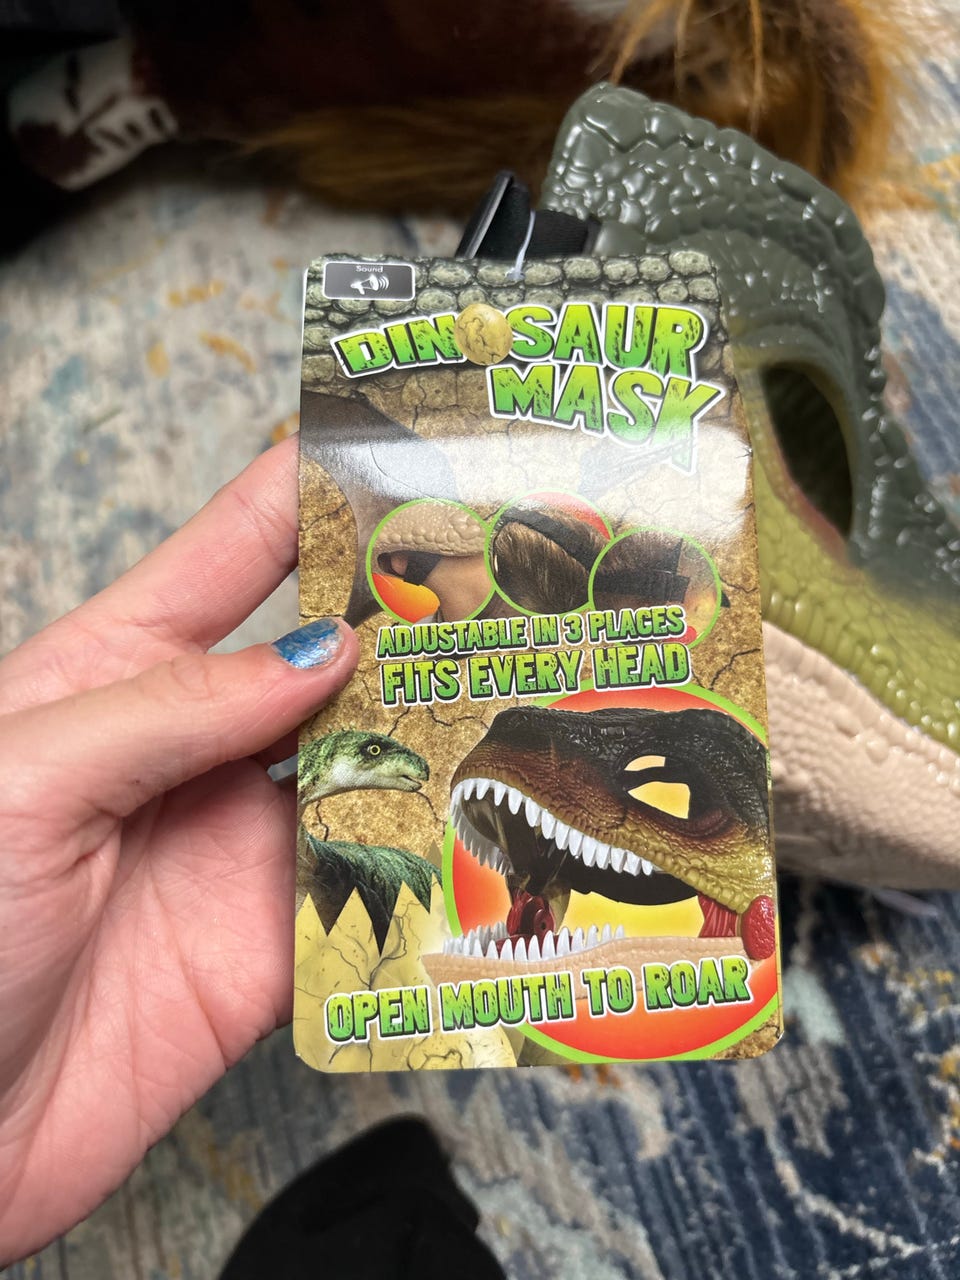 Sound
DINOSAUR
MASK
ADJUSTABLE IN 3 PLACES
FITS EVERY HEAD
OPEN MOUTH TO ROAR